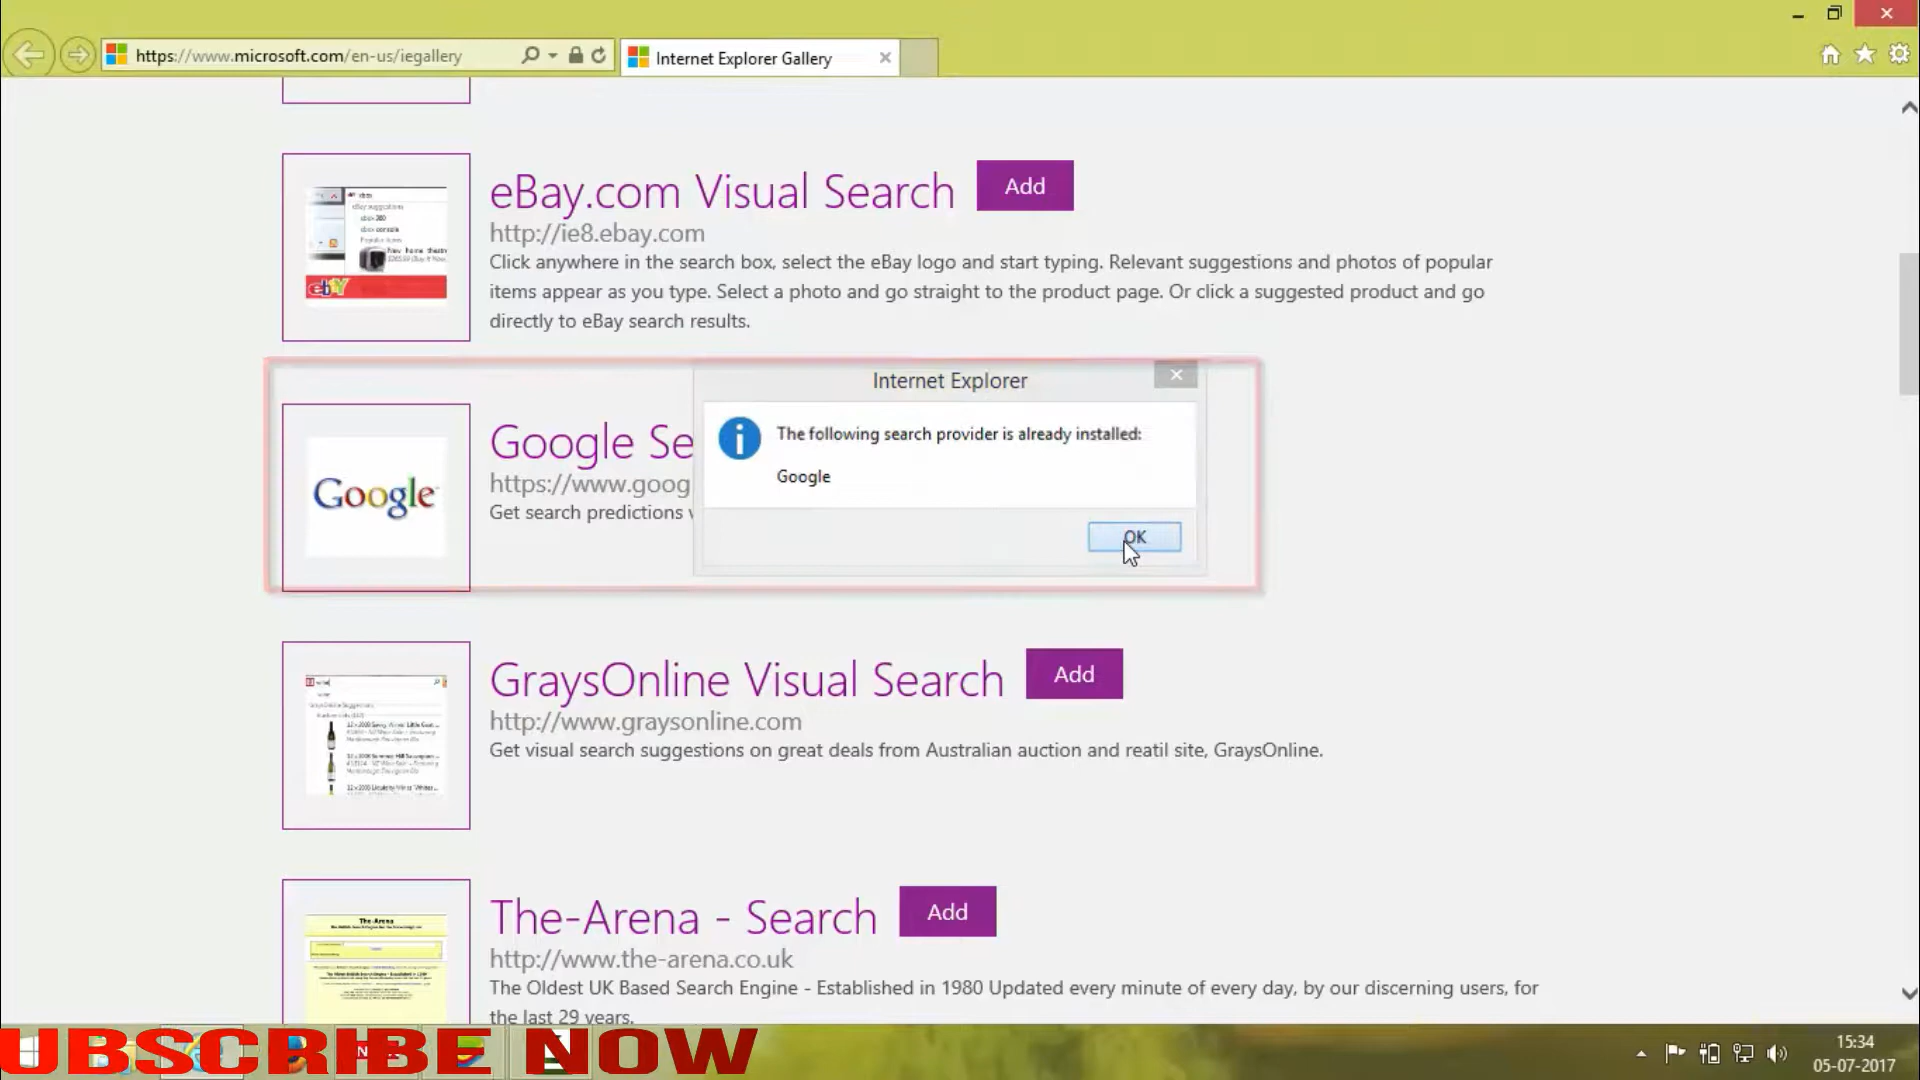 https://www.microsoft.com/en-us/iegallery
Internet Explorer Gallery
eBay.com Visual Search
Add
http://ie8.ebay.com
Click anywhere in the search box, select the eBay logo and start typing. Relevant suggestions and photos of popular
items appear as you type. Select a photo and go straight to the product page. Or click a suggested product and go
directly to eBay search results.
ebay
Internet Explorer
The following search provider is already installed:
Google
OK
Google Se
https://www.goog
Get search predictions
Google
GraysOnline Visual Search
Add
http://www.graysonline.com
Get visual search suggestions on great deals from Australian auction and reatil site, GraysOnline.
The-Arena - Search
Add
http://www.the-arena.co.uk
The Oldest UK Based Search Engine - Established in 1980 Updated every minute of every day, by our discerning users, for
the last 29 years.
The-Arena
UBSCRIBE NOW
15:34
05-07-2017